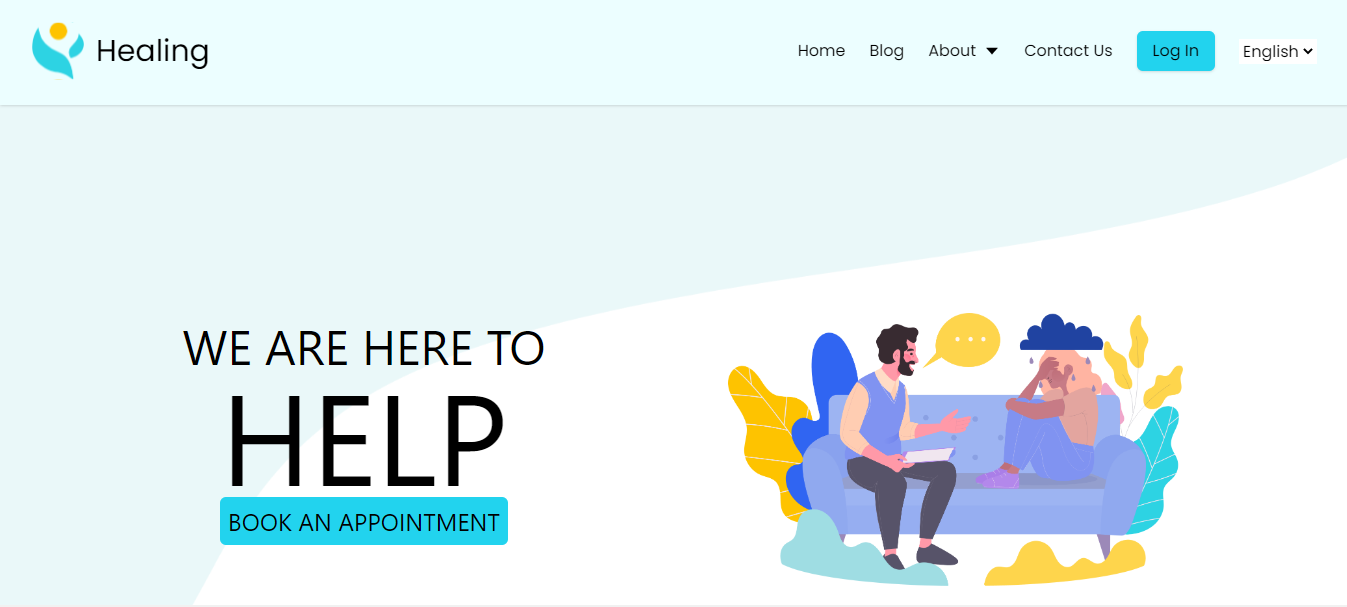 Healing
Home Blog About Contact Us Log In English
WE ARE HERE TO
HELP
BOOK AN APPOINTMENT